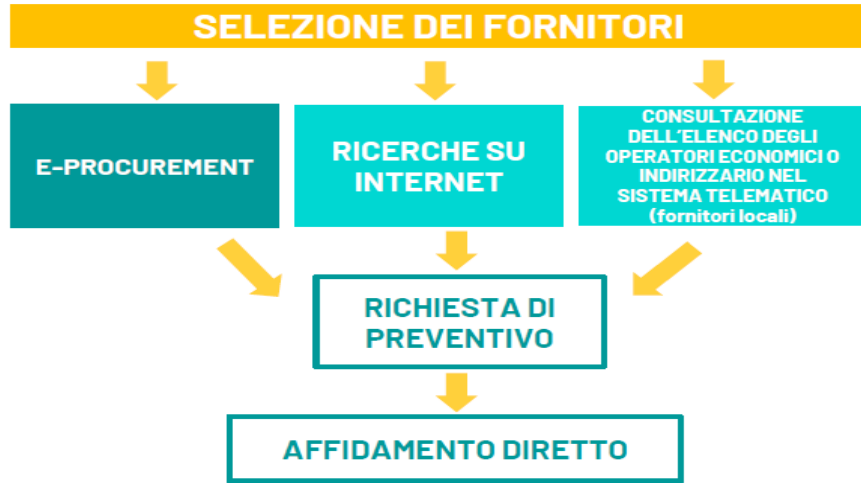 SELEZIONE DEI FORNITORI
E-PROCUREMENT
RICERCHE SU
INTERNET
CONSULTAZIONE
DELL'ELENCO DEGLI
OPERATORI ECONOMICI O
INDIRIZZARIO NEL
SISTEMA TELEMATICO
(fornitori locali)
RICHIESTA DI
PREVENTIVO
AFFIDAMENTO DIRETTO